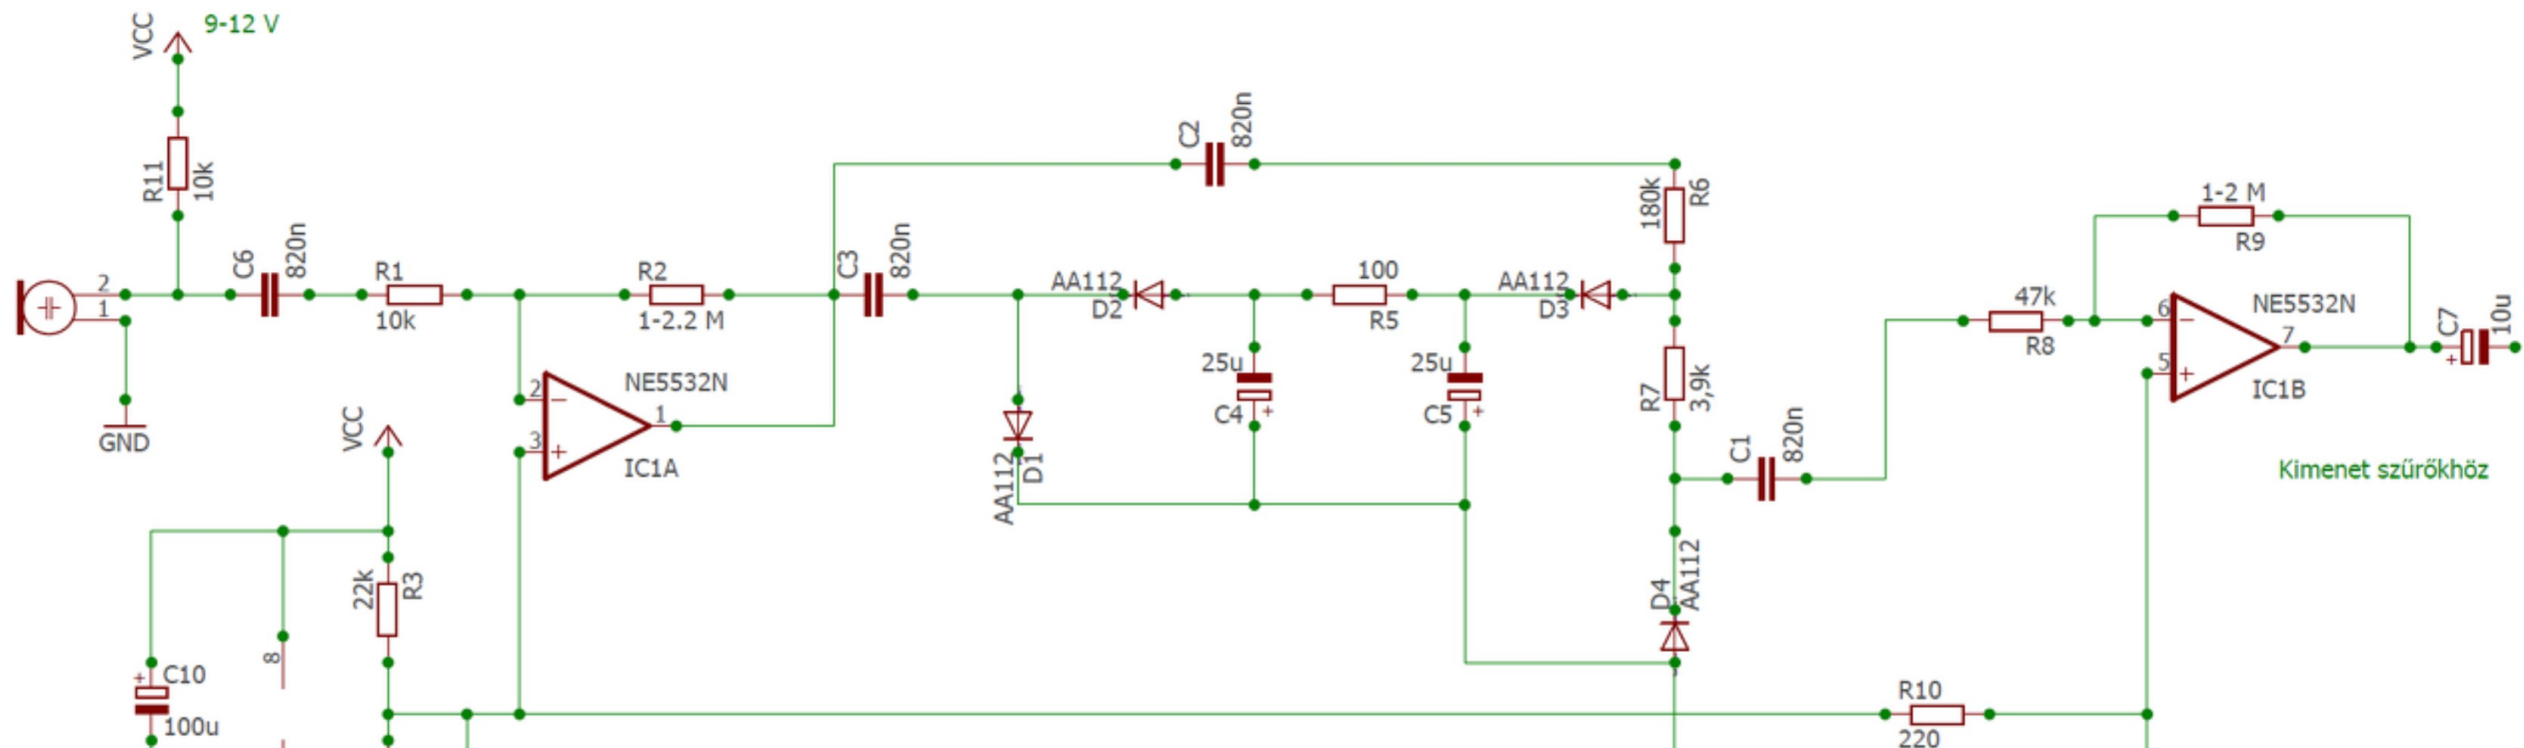 VCC
9-12 V
R11
10k
2
1
GND
C6
820n
R1
10k
R2
1-2.2 M
C3
820n
C2
820n
2
3
1
NE5532N
IC1A
AA112
D2
AA112
D1
25u
C4
100
R5
25u
C5
AA112
D3
180k
R6
R7
3,9k
C1
820n
D4
AA112
47k
R8
1-2 M
R9
6
5
7
NE5532N
IC1B
C7
10u
Kimenet szűrőkhöz
VCC
22k
R3
8
C10
100u
R10
220